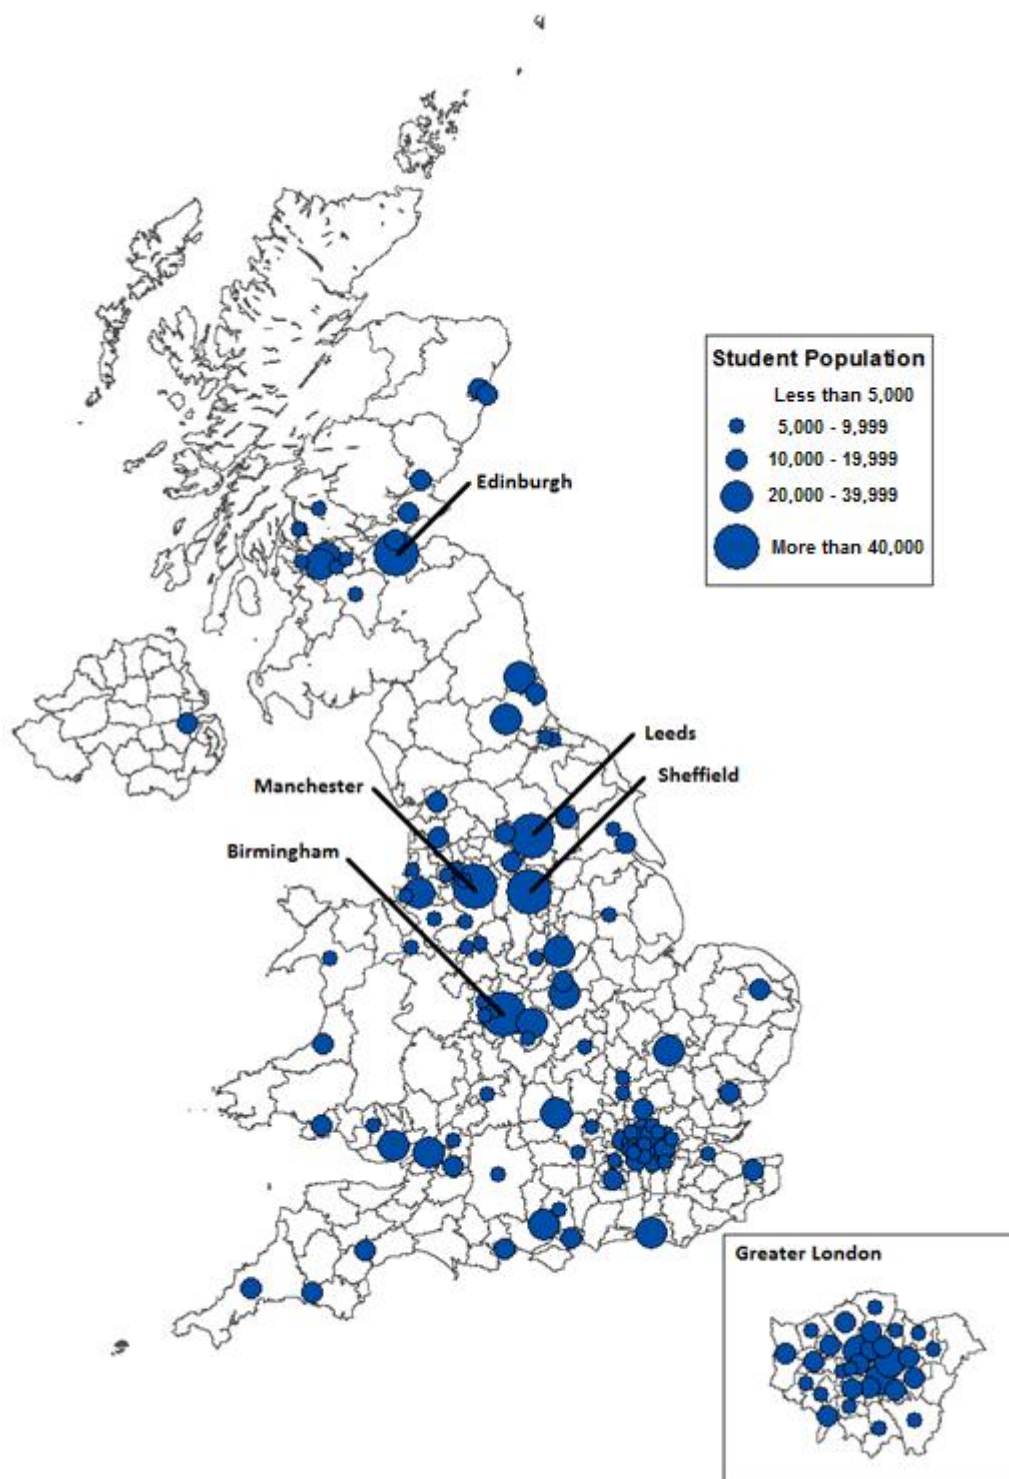 Student Population
Less than 5,000
5,000 - 9,999
10,000 - 19,999
20,000 - 39,999
More than 40,000
Edinburgh
Leeds
Sheffield
Manchester
Birmingham
Greater London